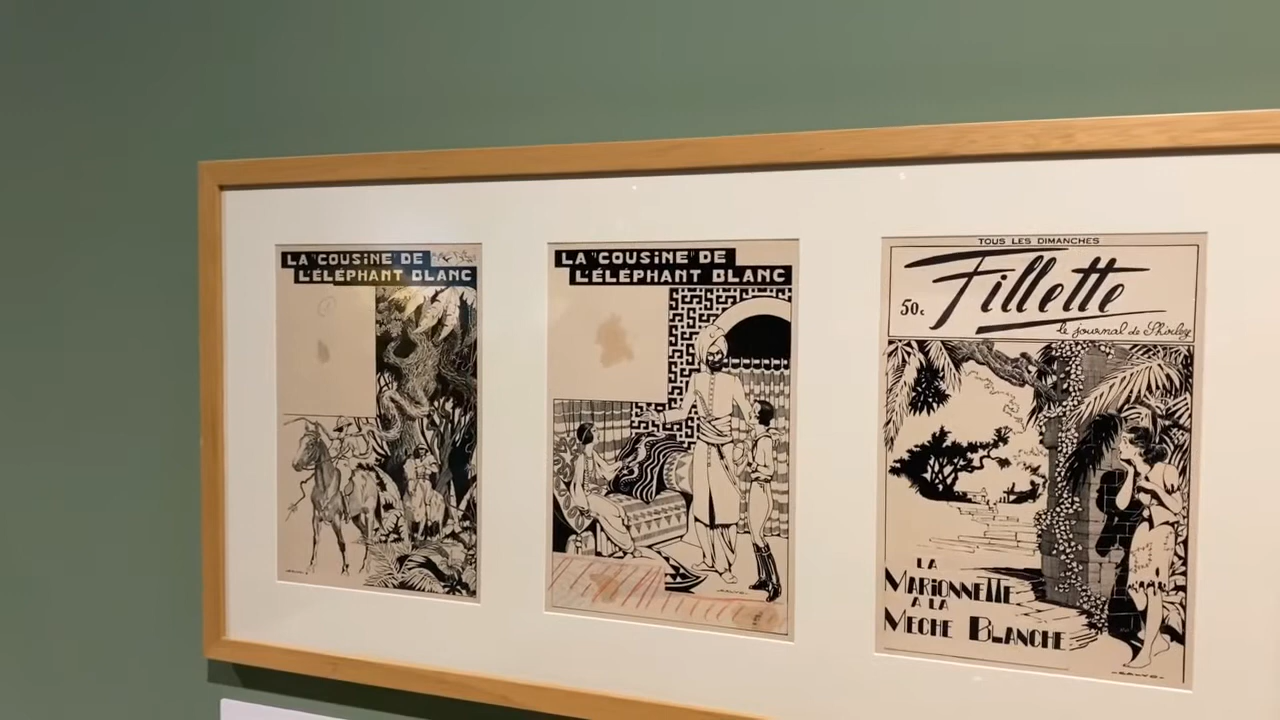 LA "COUSINE" DE
L'ÉLÉPHANT BLANC
LA "COUSINE" DE
L'ÉLÉPHANT BLANC
TOUS LES DIMANCHES
Fillette
50c
le journal de Shirley
LA
MARIONNETTE
A LA
MECHE BLANCHE